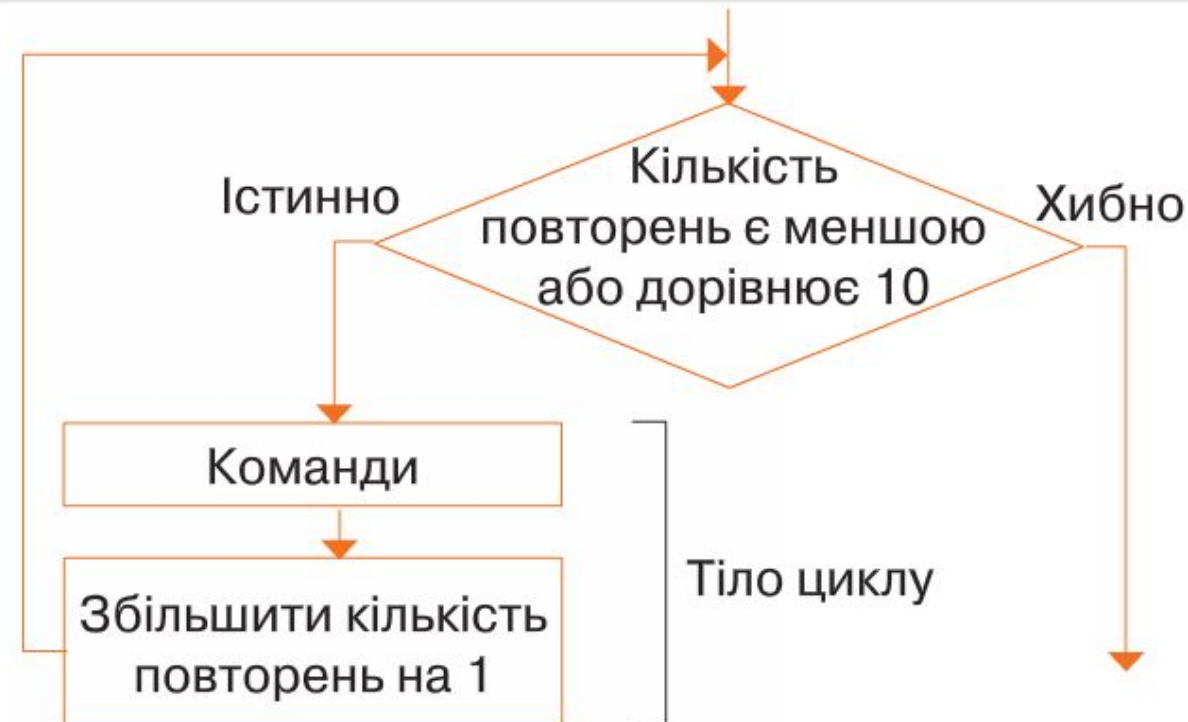 Кількість
повторень є меншою
або дорівнює 10
Істинно
Хибно
Команди
Збільшити кількість
повторень на 1
Тіло циклу